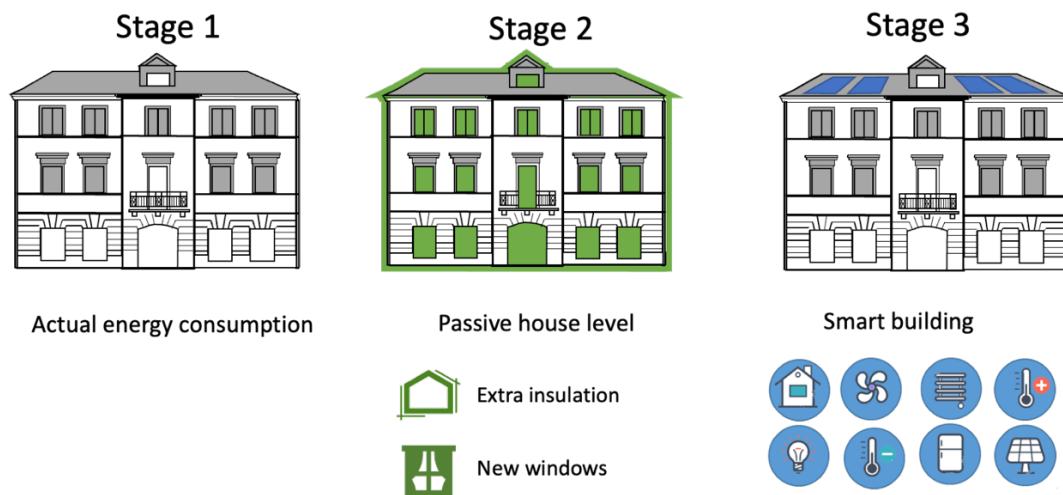 Stage 1
Stage 2
Stage 3
Actual energy consumption
Passive house level
Smart building
Extra insulation
New windows